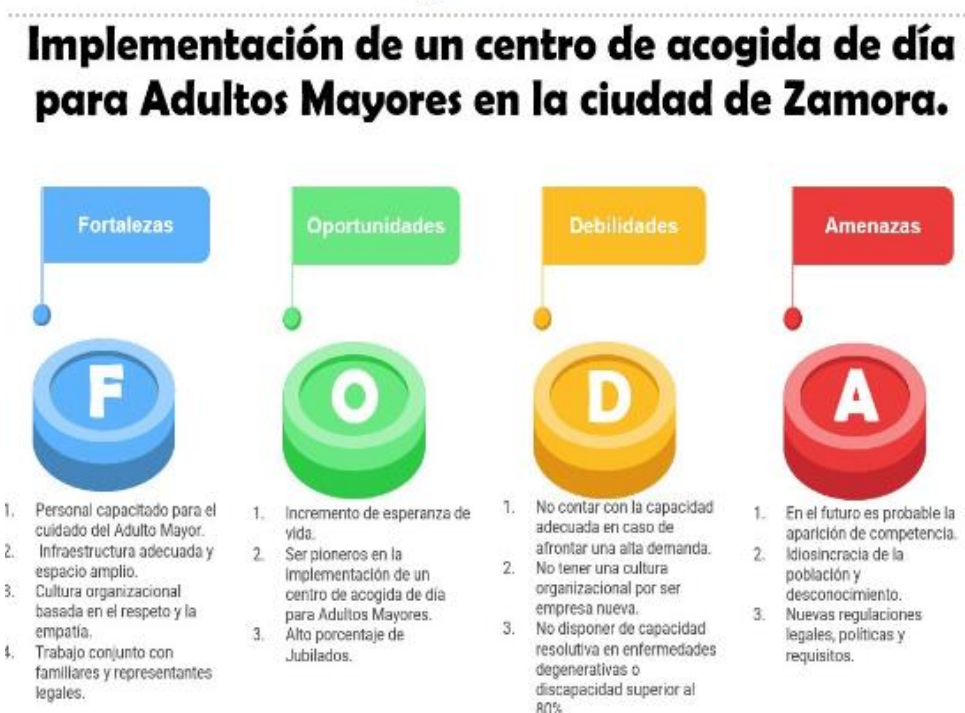 Implementación de un centro de acogida de día
para Adultos Mayores en la ciudad de Zamora.
Fortalezas
Oportunidades
Debilidades
Amenazas
F
O
D
A
1. Personal capacitado para el
cuidado del Adulto Mayor.
2. Infraestructura adecuada y
espacio amplio.
3. Cultura organizacional
basada en el respeto y la
empatía.
4. Trabajo conjunto con
familiares y representantes
legales.
1. Incremento de esperanza de
vida.
2. Ser pioneros en la
implementación de un
centro de acogida de día
para Adultos Mayores.
3. Alto porcentaje de
Jubilados.
1. No contar con la capacidad
adecuada en caso de
afrontar una alta demanda.
2. No tener una cultura
organizacional por ser
empresa nueva.
3. No disponer de capacidad
resolutiva en enfermedades
degenerativas o
discapacidad superior al
80%
1. En el futuro es probable la
aparición de competencia.
2. Idiosincracia de la
población y
desconocimiento.
3. Nuevas regulaciones
legales, políticas y
requisitos.